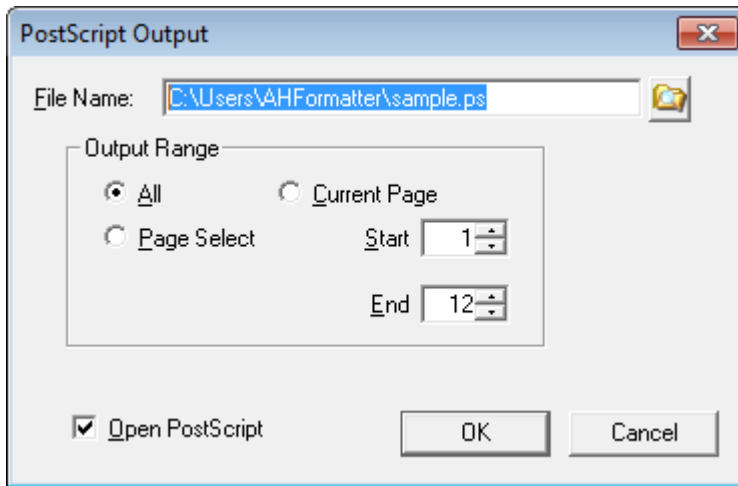 PostScript Output
File Name: C:\Users\AHFormatter\sample.ps
Output Range
All Current Page
Page Select Start 1
End 12
Open PostScript OK Cancel